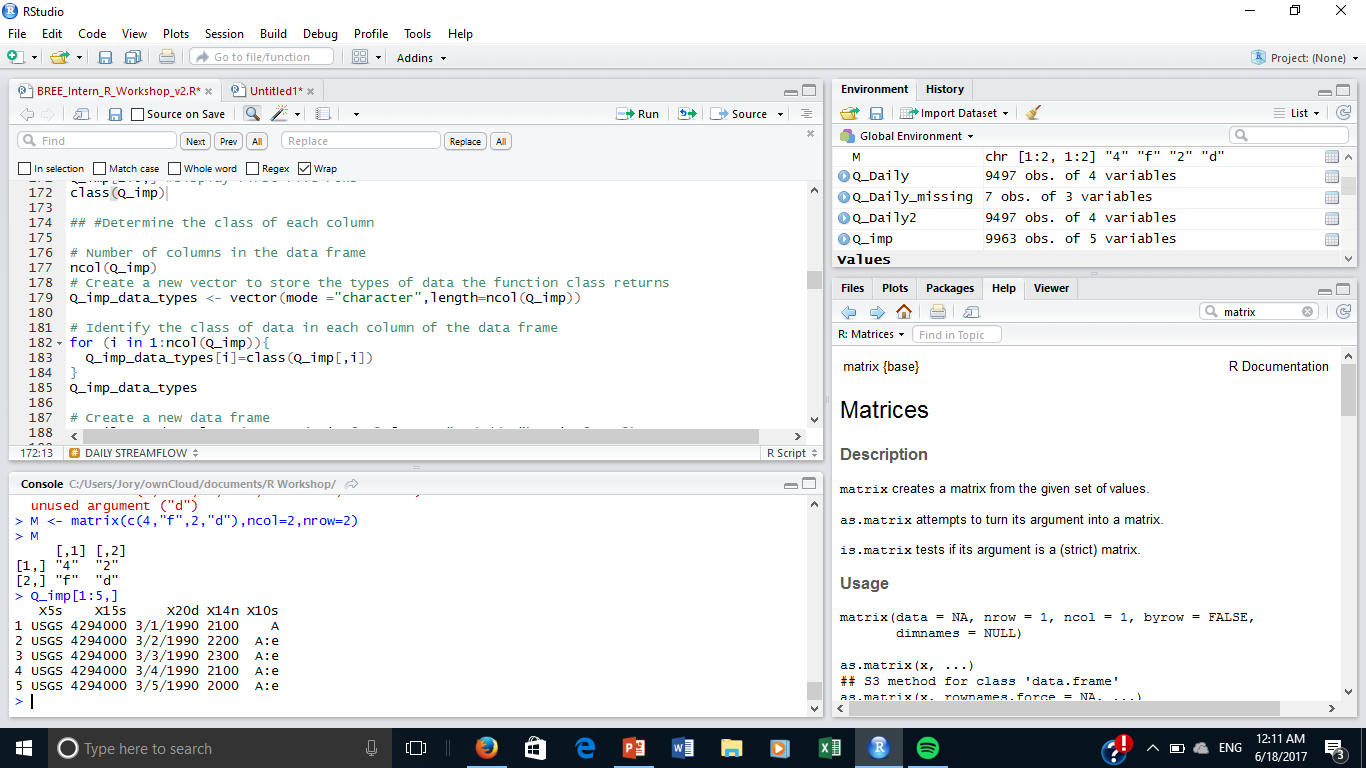 RStudio
File Edit Code View Plots Session Build Debug Profile Tools Help
Go to file/function Addins Project: (None)
BREE_Intern_R_Workshop_v2.R* Untitled1*
Source on Save Run Source
Find Next Prev All Replace Replace All
In selection Match case Whole word Regex Wrap
172 class(Q_imp)
173
174 ## #Determine the class of each column
175
176 # Number of columns in the data frame
177 ncol(Q_imp)
178 # Create a new vector to store the types of data the function class returns
179 Q_imp_data_types <- vector(mode ="character",length=ncol(Q_imp))
180
181 # Identify the class of data in each column of the data frame
182 for (i in 1:ncol(Q_imp)){
183 Q_imp_data_types[i]=class(Q_imp[,i])
184 }
185 Q_imp_data_types
186
187 # Create a new data frame
188
172:13 DAILY STREAMFLOW R Script
Console C:/Users/Jory/ownCloud/documents/R Workshop/
unused argument ("d")
> M <- matrix(c(4,"f",2,"d"),ncol=2,nrow=2)
> M
[,1] [,2]
[1,] "4" "2"
[2,] "f" "d"
> Q_imp[1:5,]
X5s X15s X20d X14n X10s
1 USGS 4294000 3/1/1990 2100 A
2 USGS 4294000 3/2/1990 2200 A:e
3 USGS 4294000 3/3/1990 2300 A:e
4 USGS 4294000 3/4/1990 2100 A:e
5 USGS 4294000 3/5/1990 2000 A:e
>
Environment History
Import Dataset List
Global Environment
M chr [1:2, 1:2] "4" "f" "2" "d"
Q_Daily 9497 obs. of 4 variables
Q_Daily_missing 7 obs. of 3 variables
Q_Daily2 9497 obs. of 4 variables
Q_imp 9963 obs. of 5 variables
Values
Files Plots Packages Help Viewer
matrix
R: Matrices Find in Topic
matrix {base} R Documentation
Matrices
Description
matrix creates a matrix from the given set of values.
as.matrix attempts to turn its argument into a matrix.
is.matrix tests if its argument is a (strict) matrix.
Usage
matrix(data = NA, nrow = 1, ncol = 1, byrow = FALSE,
dimnames = NULL)
as.matrix(x, ...)
## S3 method for class 'data.frame'
as.matrix(x, rownames.force = NA, ...)
Type here to search
ENG
12:11 AM
6/18/2017
3